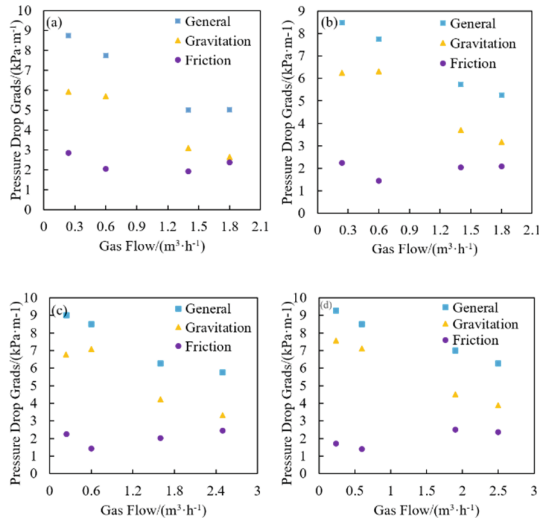 (a)
General
Gravitation
Friction
Pressure Drop Grads/(kPa·m⁻¹)
10
9
8
7
6
5
4
3
2
1
0
0 0.3 0.6 0.9 1.2 1.5 1.8 2.1
Gas Flow/(m³·h⁻¹)
(b)
General
Gravitation
Friction
Pressure Drop Grads/(kPa·m-1)
9
8
7
6
5
4
3
2
1
0
0 0.3 0.6 0.9 1.2 1.5 1.8 2.1
Gas Flow/(m³·h⁻¹)
(c)
General
Gravitation
Friction
Pressure Drop Grads/(kPa·m-1)
10
9
8
7
6
5
4
3
2
1
0
0 0.6 1.2 1.8 2.4 3
Gas Flow/(m³·h⁻¹)
(d)
General
Gravitation
Friction
Pressure Drop Grads/(kPa·m-1)
10
9
8
7
6
5
4
3
2
1
0
0 0.5 1 1.5 2 2.5 3
Gas Flow/(m³·h⁻¹)